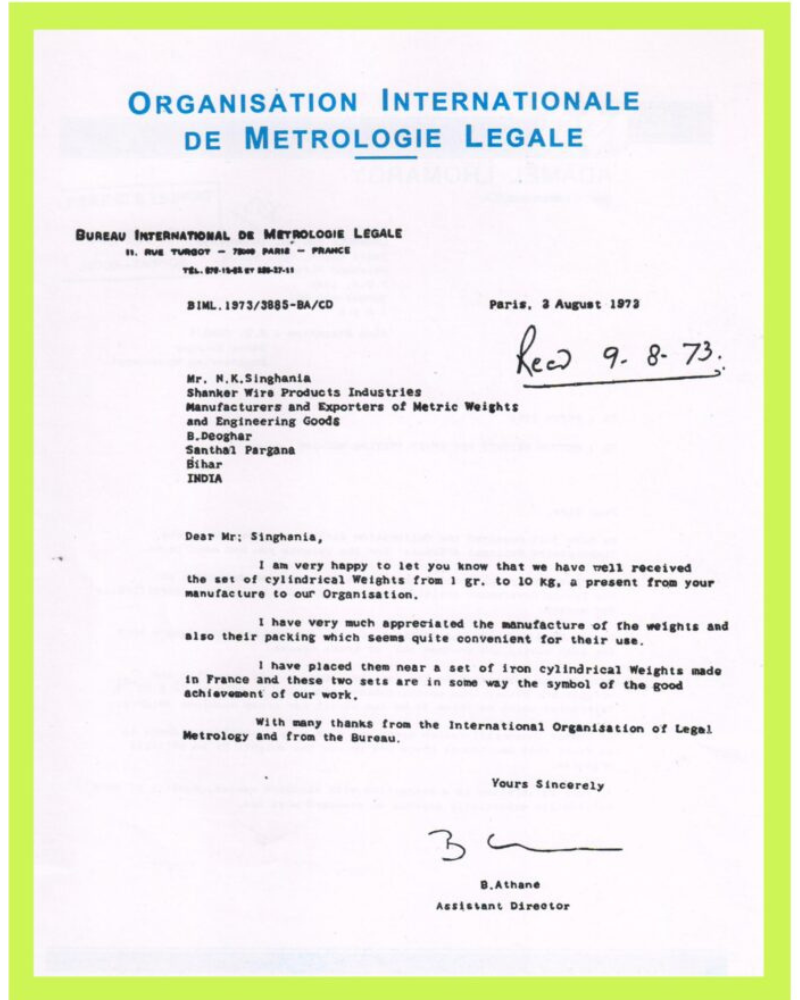 ORGANISATION INTERNATIONALE
DE METROLOGIE LEGALE
BUREAU INTERNATIONAL DE METROLOGIE LEGALE
11, RUE TURGOT — 75009 PARIS — FRANCE
TÉL. ET
BIML.1973/3885-BA/CD
Paris, 3 August 1973
Recd 9-8-73.
Mr. N.K.Singhania
Shanker Wire Products Industries
Manufacturers and Exporters of Metric Weights
and Engineering Goods
B.Deoghar
Santhal Pargana
Bihar
INDIA
Dear Mr; Singhania,
I am very happy to let you know that we have well received
the set of cylindrical Weights from 1 gr. to 10 kg, a present from your
manufacture to our Organisation.
I have very much appreciated the manufacture of the weights and
also their packing which seems quite convenient for their use.
I have placed them near a set of iron cylindrical Weights made
in France and these two sets are in some way the symbol of the good
achievement of our work.
With many thanks from the International Organisation of Legal
Metrology and from the Bureau.
Yours Sincerely
B.Athane
Assistant Director